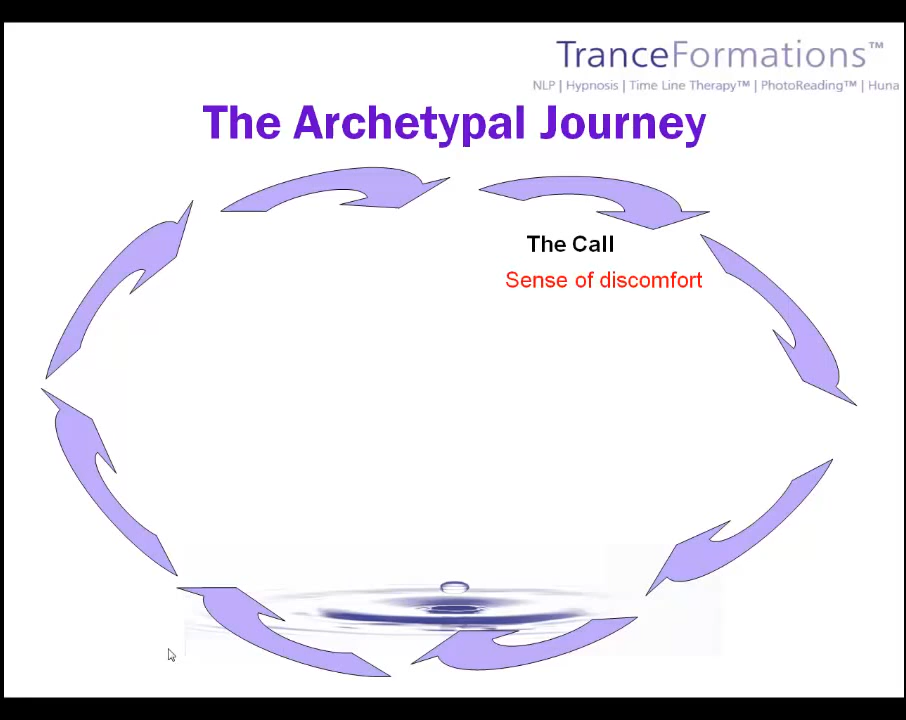 TranceFormations™
NLP | Hypnosis | Time Line Therapy™ | PhotoReading™ | Huna
The Archetypal Journey
The Call
Sense of discomfort